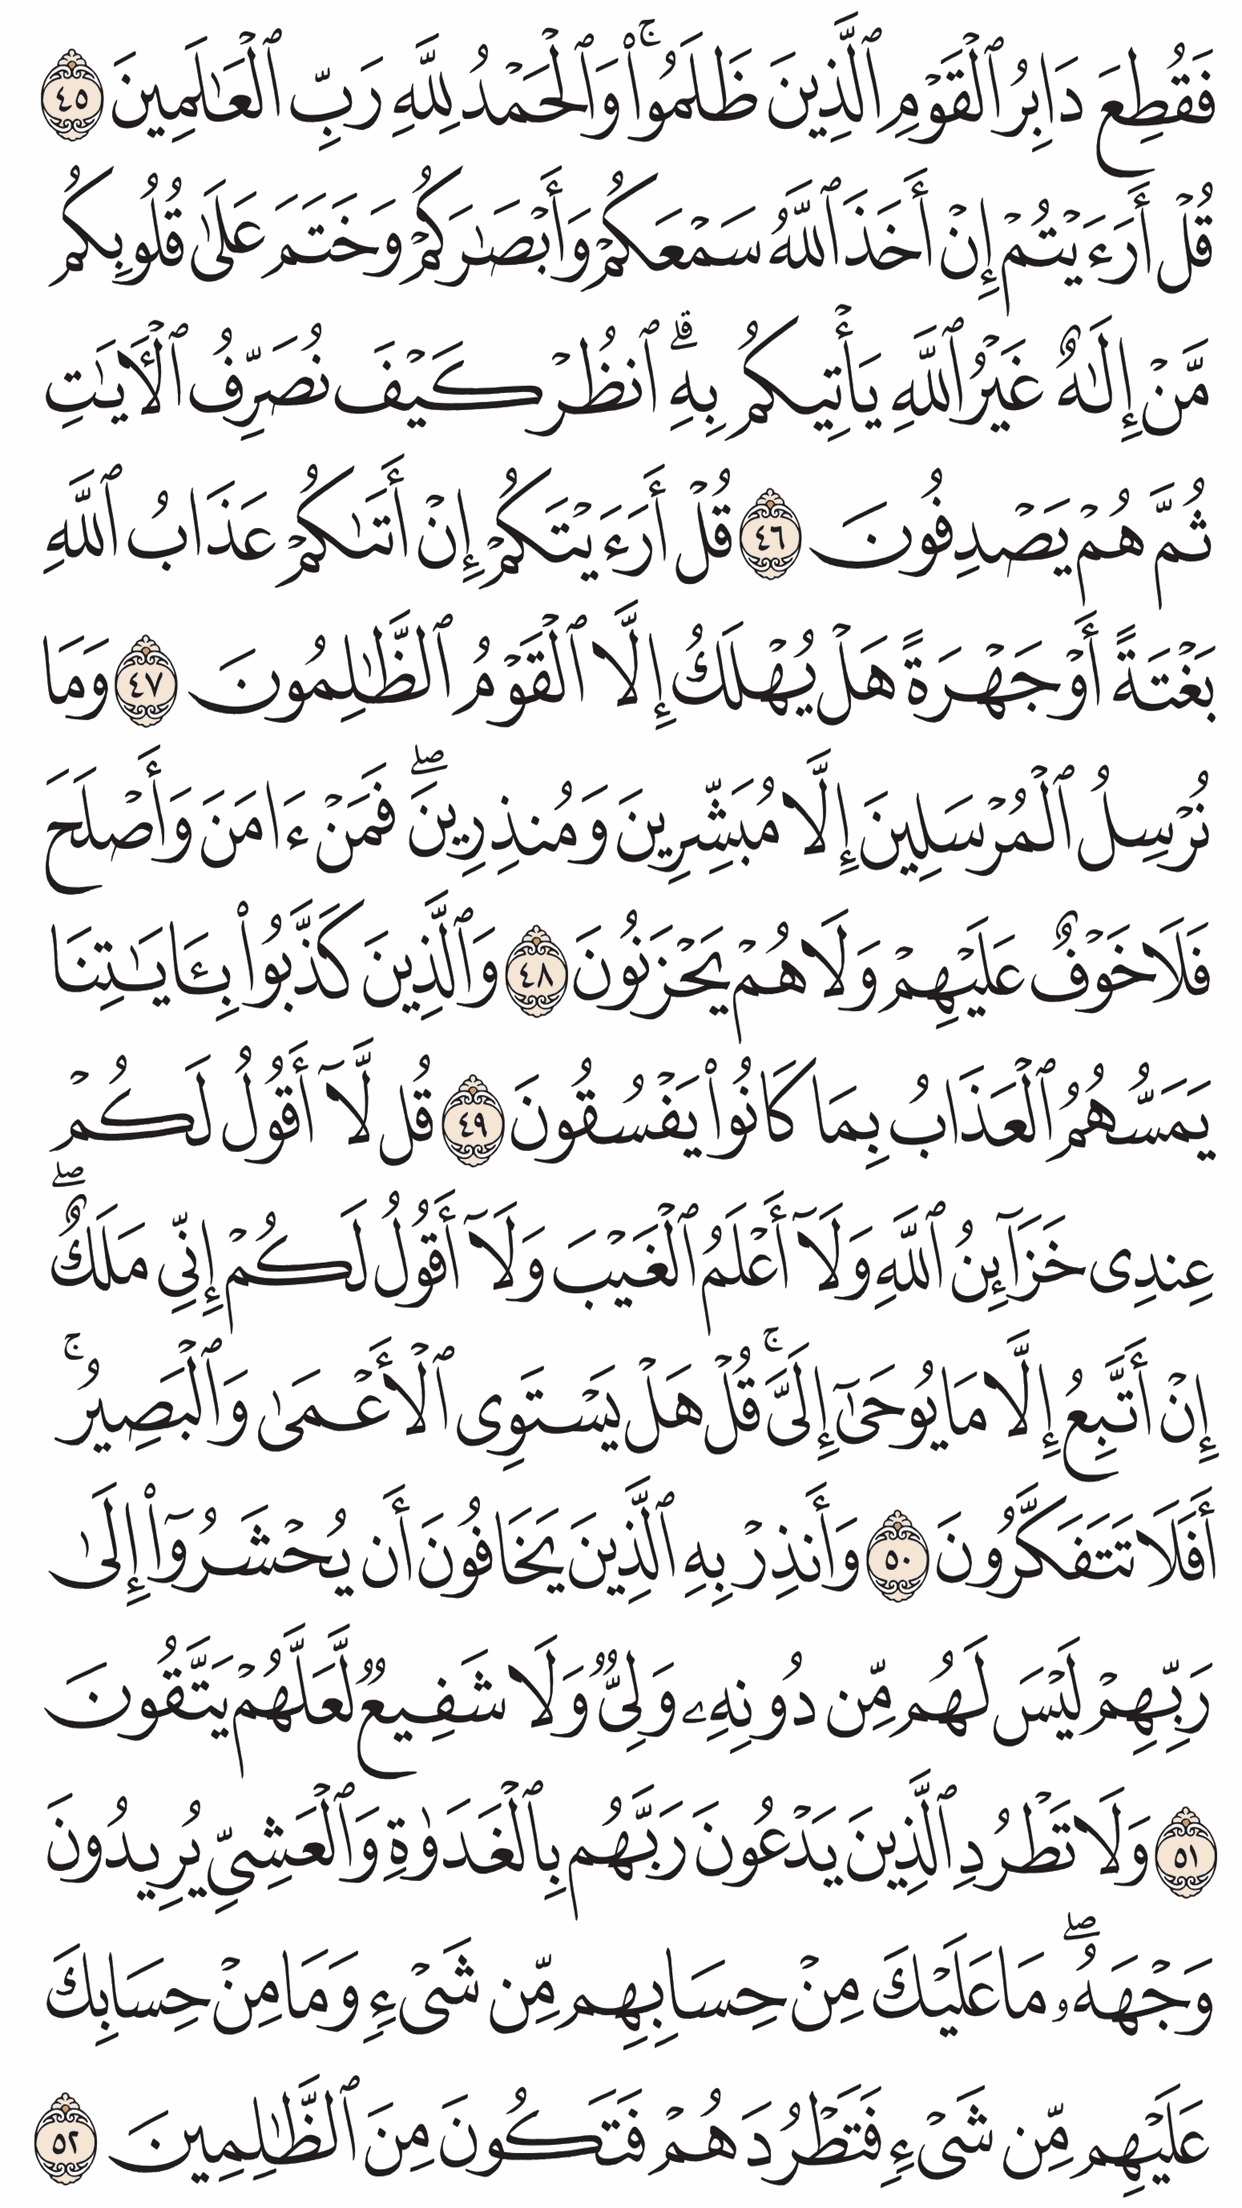 فَقُطِعَ دَابِرُ ٱلۡقَوۡمِ ٱلَّذِينَ ظَلَمُواْۚ وَٱلۡحَمۡدُ لِلَّهِ رَبِّ ٱلۡعَٰلَمِينَ ٤٥
قُلۡ أَرَءَيۡتُمۡ إِنۡ أَخَذَ ٱللَّهُ سَمۡعَكُمۡ وَأَبۡصَٰرَكُمۡ وَخَتَمَ عَلَىٰ قُلُوبِكُم
مَّنۡ إِلَٰهٌ غَيۡرُ ٱللَّهِ يَأۡتِيكُم بِهِۗ ٱنظُرۡ كَيۡفَ نُصَرِّفُ ٱلۡأٓيَٰتِ
ثُمَّ هُمۡ يَصۡدِفُونَ ٤٦ قُلۡ أَرَءَيۡتَكُمۡ إِنۡ أَتَىٰكُمۡ عَذَابُ ٱللَّهِ
بَغۡتَةً أَوۡ جَهۡرَةً هَلۡ يُهۡلَكُ إِلَّا ٱلۡقَوۡمُ ٱلظَّٰلِمُونَ ٤٧ وَمَا
نُرۡسِلُ ٱلۡمُرۡسَلِينَ إِلَّا مُبَشِّرِينَ وَمُنذِرِينَۖ فَمَنۡ ءَامَنَ وَأَصۡلَحَ
فَلَا خَوۡفٌ عَلَيۡهِمۡ وَلَا هُمۡ يَحۡزَنُونَ ٤٨ وَٱلَّذِينَ كَذَّبُواْ بِـَٔايَٰتِنَا
يَمَسُّهُمُ ٱلۡعَذَابُ بِمَا كَانُواْ يَفۡسُقُونَ ٤٩ قُل لَّآ أَقُولُ لَكُمۡ
عِندِي خَزَآئِنُ ٱللَّهِ وَلَآ أَعۡلَمُ ٱلۡغَيۡبَ وَلَآ أَقُولُ لَكُمۡ إِنِّي مَلَكٌۖ
إِنۡ أَتَّبِعُ إِلَّا مَا يُوحَىٰٓ إِلَيَّۚ قُلۡ هَلۡ يَسۡتَوِي ٱلۡأَعۡمَىٰ وَٱلۡبَصِيرُۚ
أَفَلَا تَتَفَكَّرُونَ ٥٠ وَأَنذِرۡ بِهِ ٱلَّذِينَ يَخَافُونَ أَن يُحۡشَرُوٓاْ إِلَىٰ
رَبِّهِمۡ لَيۡسَ لَهُم مِّن دُونِهِۦ وَلِيٌّ وَلَا شَفِيعٌ لَّعَلَّهُمۡ يَتَّقُونَ
٥١ وَلَا تَطۡرُدِ ٱلَّذِينَ يَدۡعُونَ رَبَّهُم بِٱلۡغَدَوٰةِ وَٱلۡعَشِيِّ يُرِيدُونَ
وَجۡهَهُۥۖ مَا عَلَيۡكَ مِنۡ حِسَابِهِم مِّن شَيۡءٖ وَمَا مِنۡ حِسَابِكَ
عَلَيۡهِم مِّن شَيۡءٖ فَتَطۡرُدَهُمۡ فَتَكُونَ مِنَ ٱلظَّٰلِمِينَ ٥٢